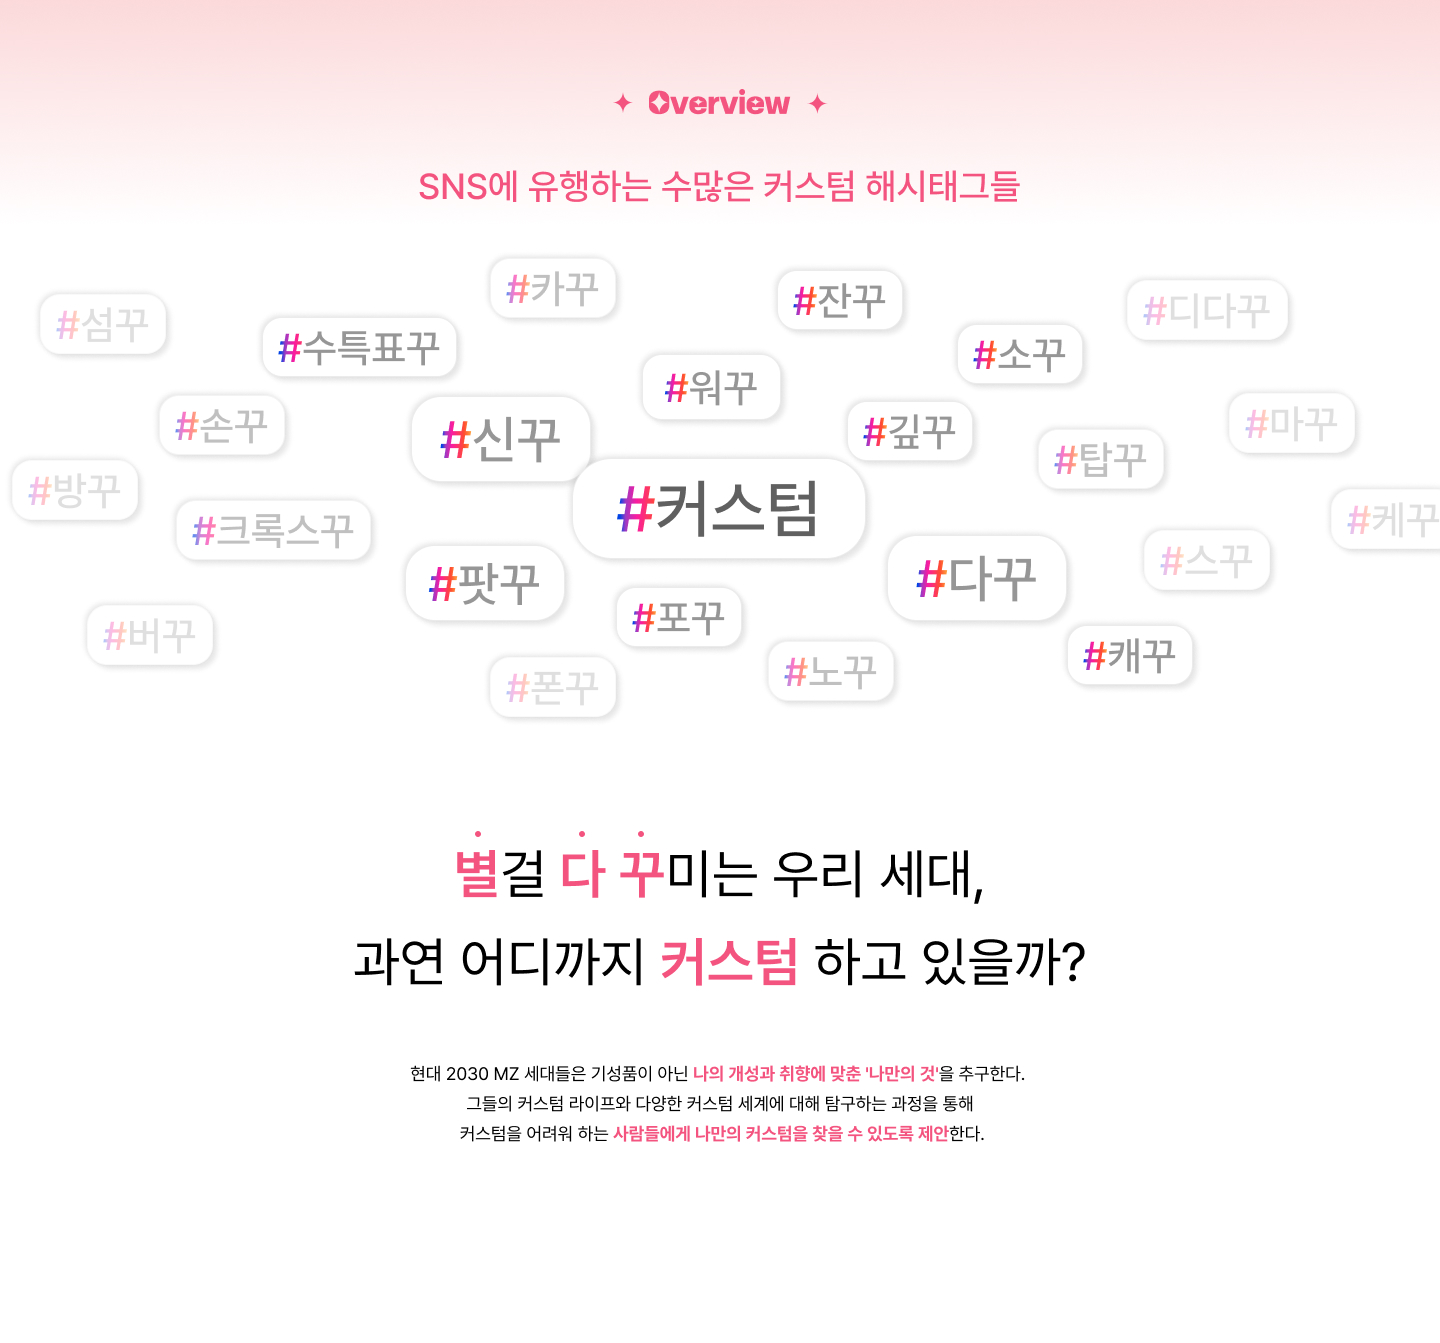 Overview
SNS에 유행하는 수많은 커스텀 해시태그들
#카꾸
#잔꾸
#디다꾸
#섬꾸
#수특표꾸
#소꾸
#워꾸
#손꾸
#신꾸
#깊꾸
#마꾸
#탑꾸
#방꾸
#커스텀
#크록스꾸
#케꾸
#스꾸
#팟꾸
#다꾸
#포꾸
#버꾸
#노꾸
#캐꾸
#폰꾸
별걸 다 꾸미는 우리 세대,
과연 어디까지 커스텀 하고 있을까?
현대 2030 MZ 세대들은 기성품이 아닌 나의 개성과 취향에 맞춘 '나만의 것'을 추구한다.
그들의 커스텀 라이프와 다양한 커스텀 세계에 대해 탐구하는 과정을 통해
커스텀을 어려워 하는 사람들에게 나만의 커스텀을 찾을 수 있도록 제안한다.